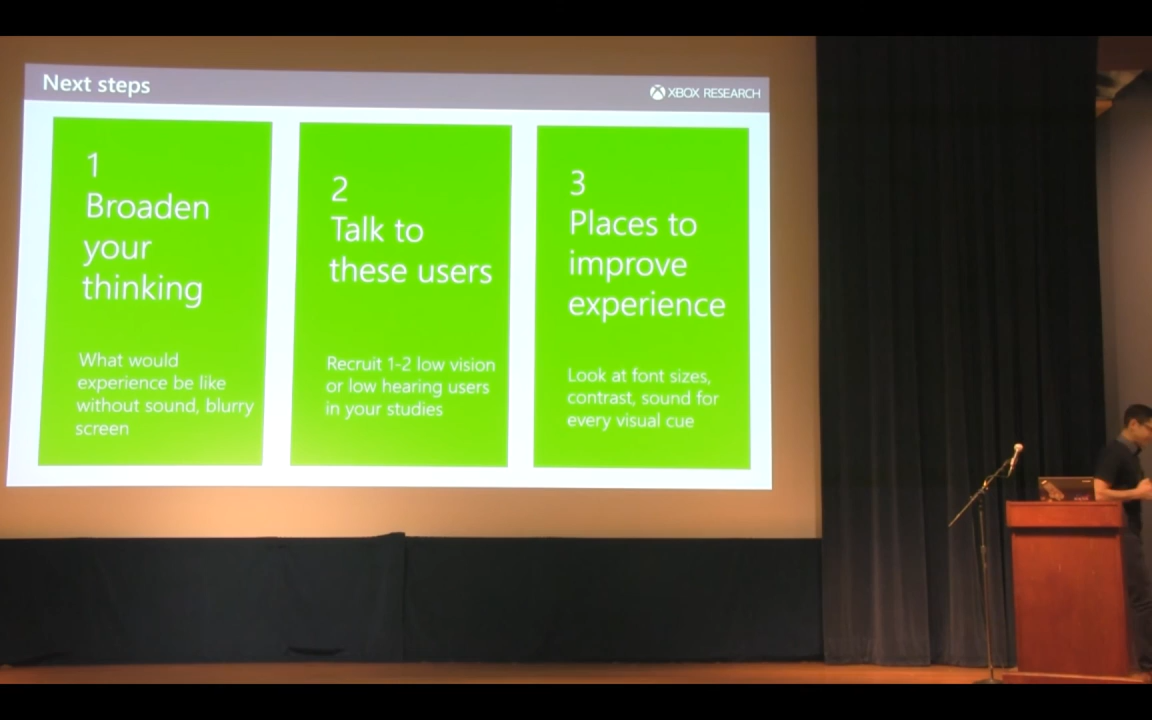 Next steps
XBOX RESEARCH
1
Broaden
your
thinking
What would
experience be like
without sound, blurry
screen
2
Talk to
these users
Recruit 1-2 low vision
or low hearing users
in your studies
3
Places to
improve
experience
Look at font sizes,
contrast, sound for
every visual cue